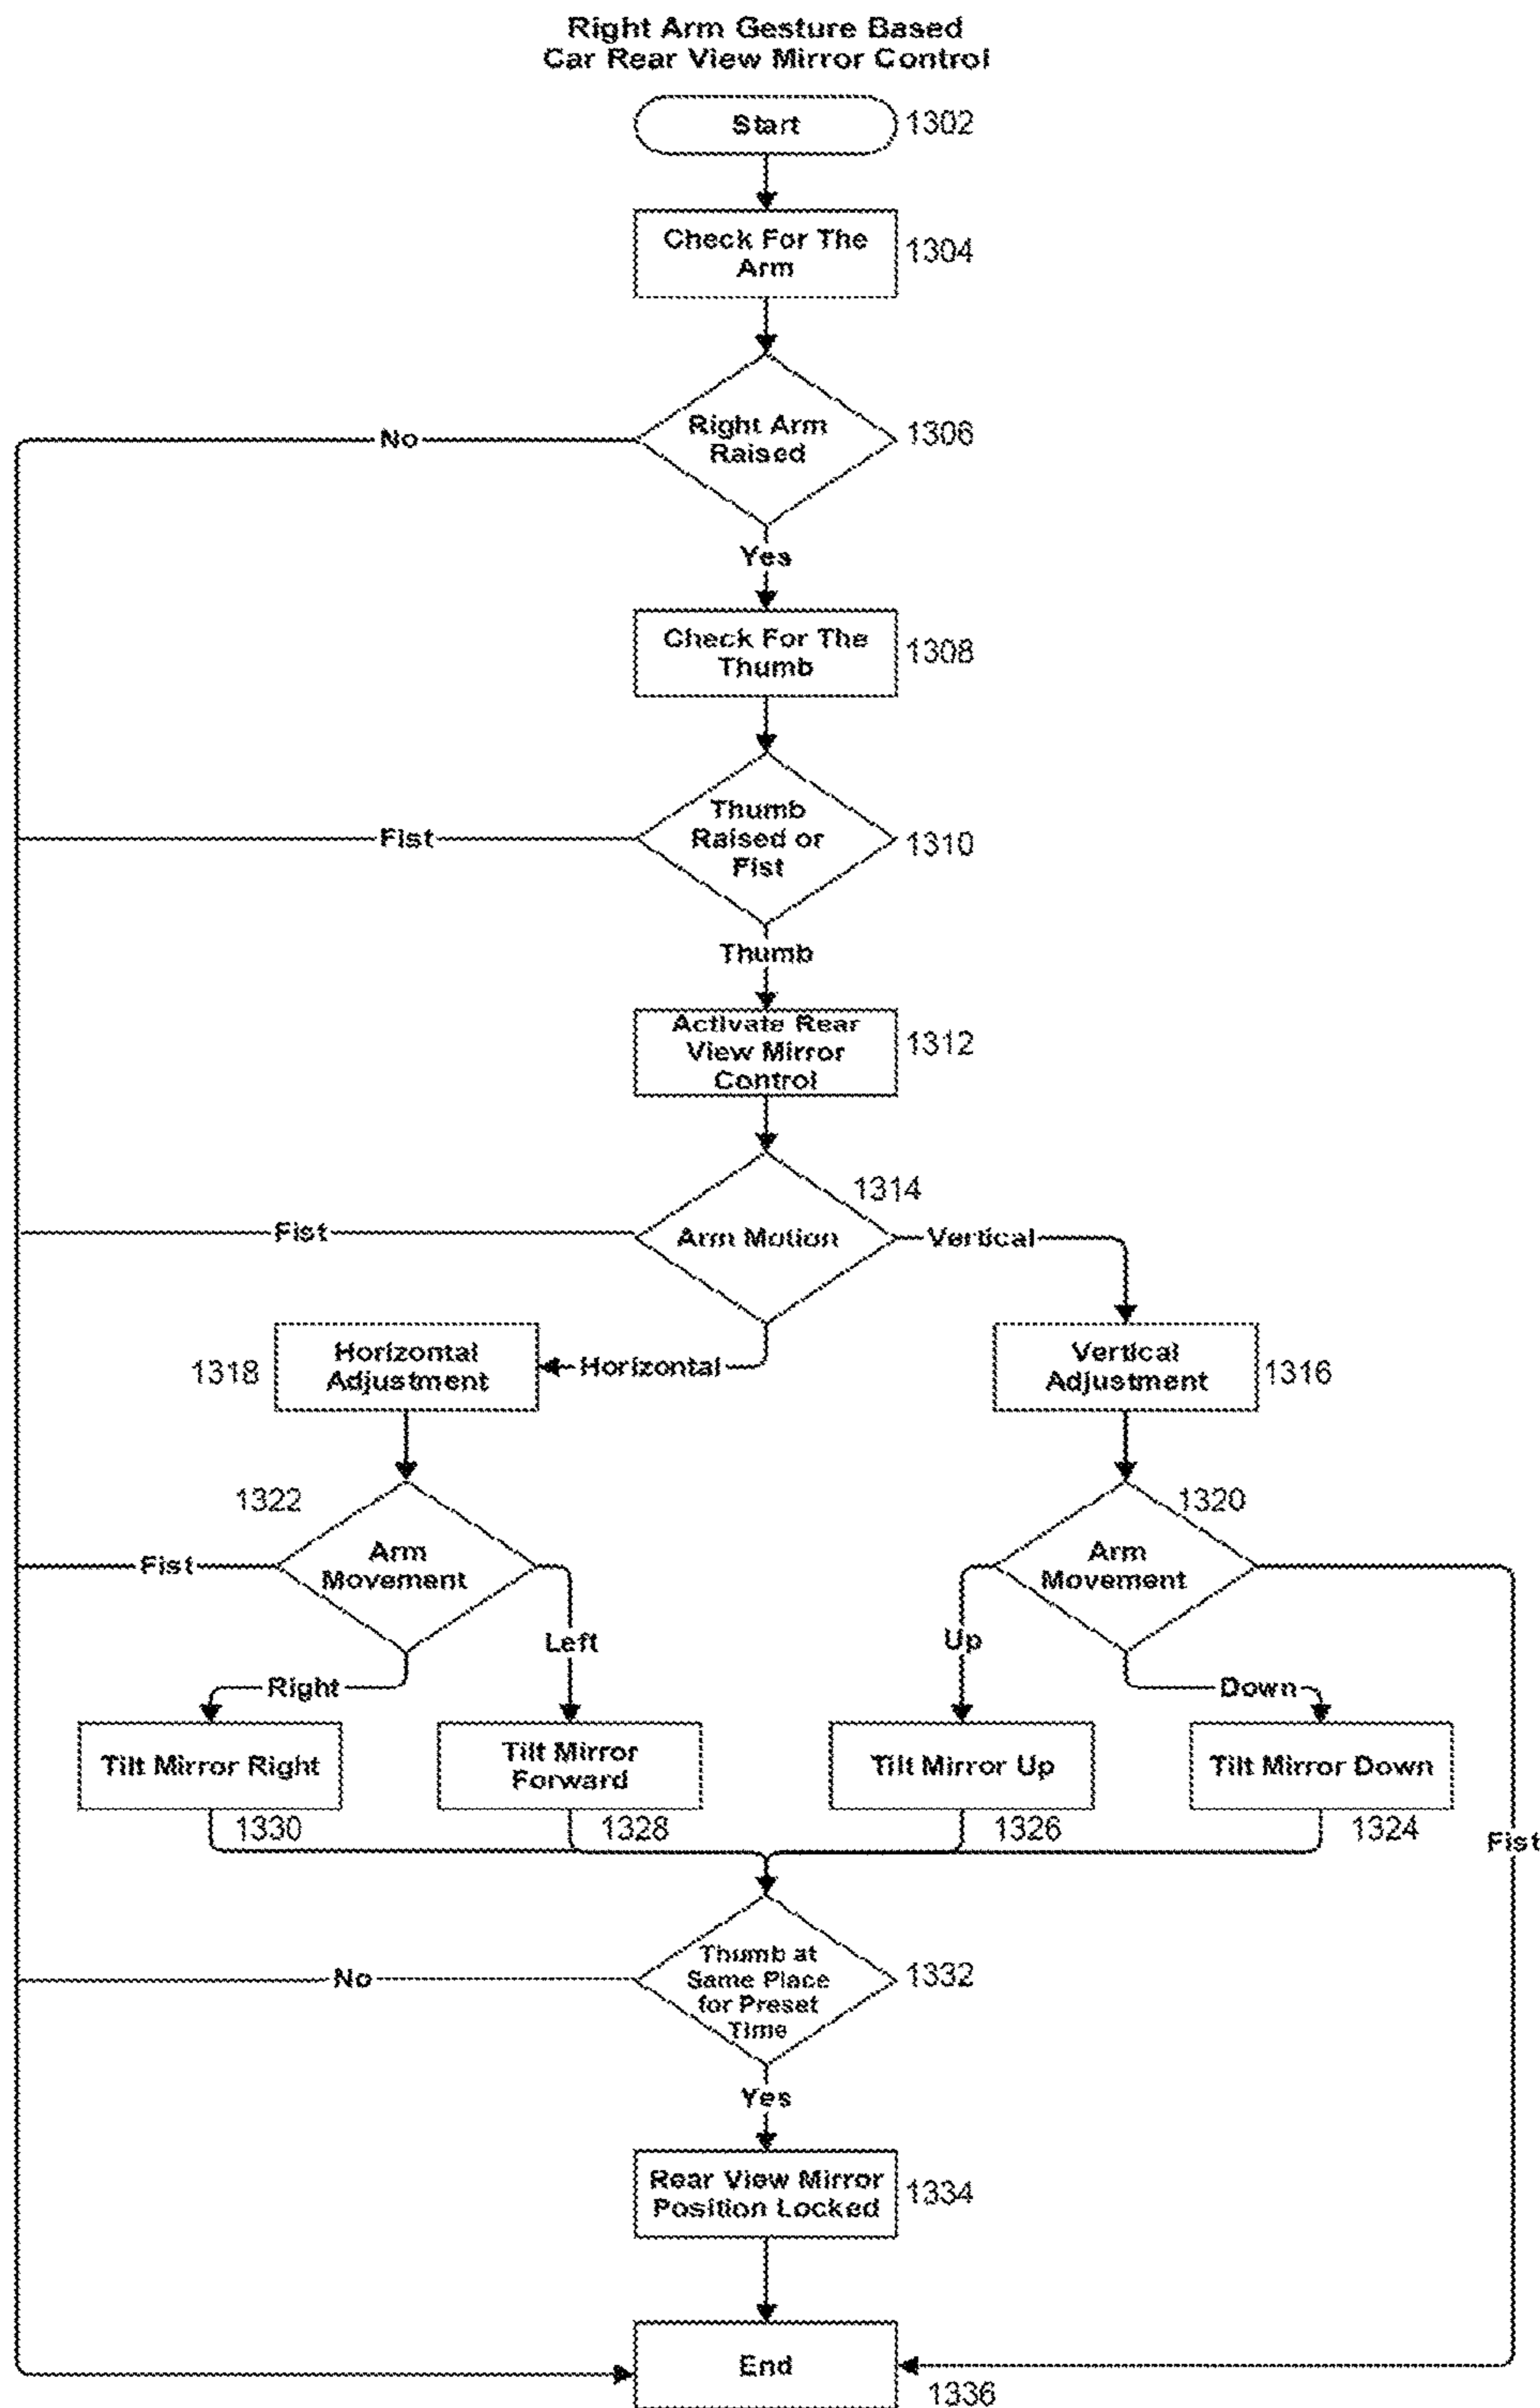 Right Arm Gesture Based
Car Rear View Mirror Control
Start
1302
Check For The
Arm
1304
Right Arm
Raised
1306
No
Yes
Check For The
Thumb
1308
Thumb
Raised or
Fist
1310
Fist
Thumb
Activate Rear
View Mirror
Control
1312
1314
Arm Motion
Fist
Vertical
Horizontal
Adjustment
1318
Horizontal
Vertical
Adjustment
1316
1322
Arm
Movement
Fist
Left
Right
1320
Arm
Movement
Up
Down
Tilt Mirror Right
Tilt Mirror
Forward
Tilt Mirror Up
Tilt Mirror Down
1330
1328
1326
1324
Fist
Thumb at
Same Place
for Preset
Time
1332
No
Yes
Rear View Mirror
Position Locked
1334
End
1336